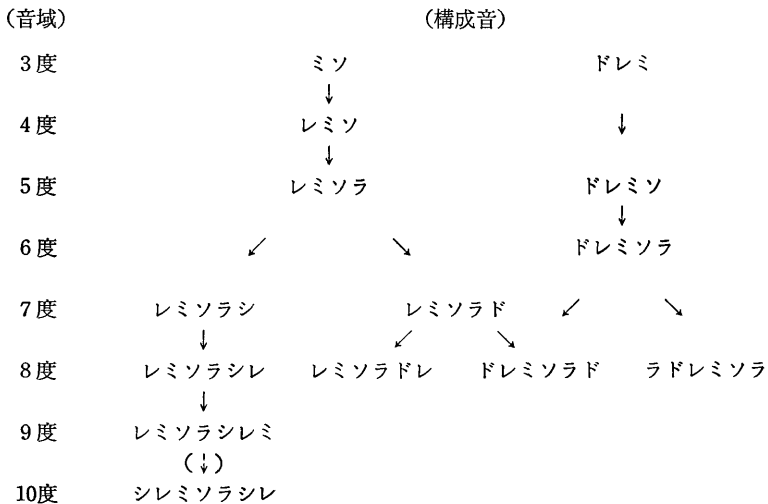 （音域） （構成音）
3度 ミソ ドレミ
↓
4度 レミソ ↓
↓
5度 レミソラ ドレミソ
↓
6度 ↙ ↘ ドレミソラ
7度 レミソラシ レミソラド ↙ ↘
↓ ↙ ↘
8度 レミソラシレ レミソラドレ ドレミソラド ラドレミソラ
↓
9度 レミソラシレミ
（↓）
10度 シレミソラシレ